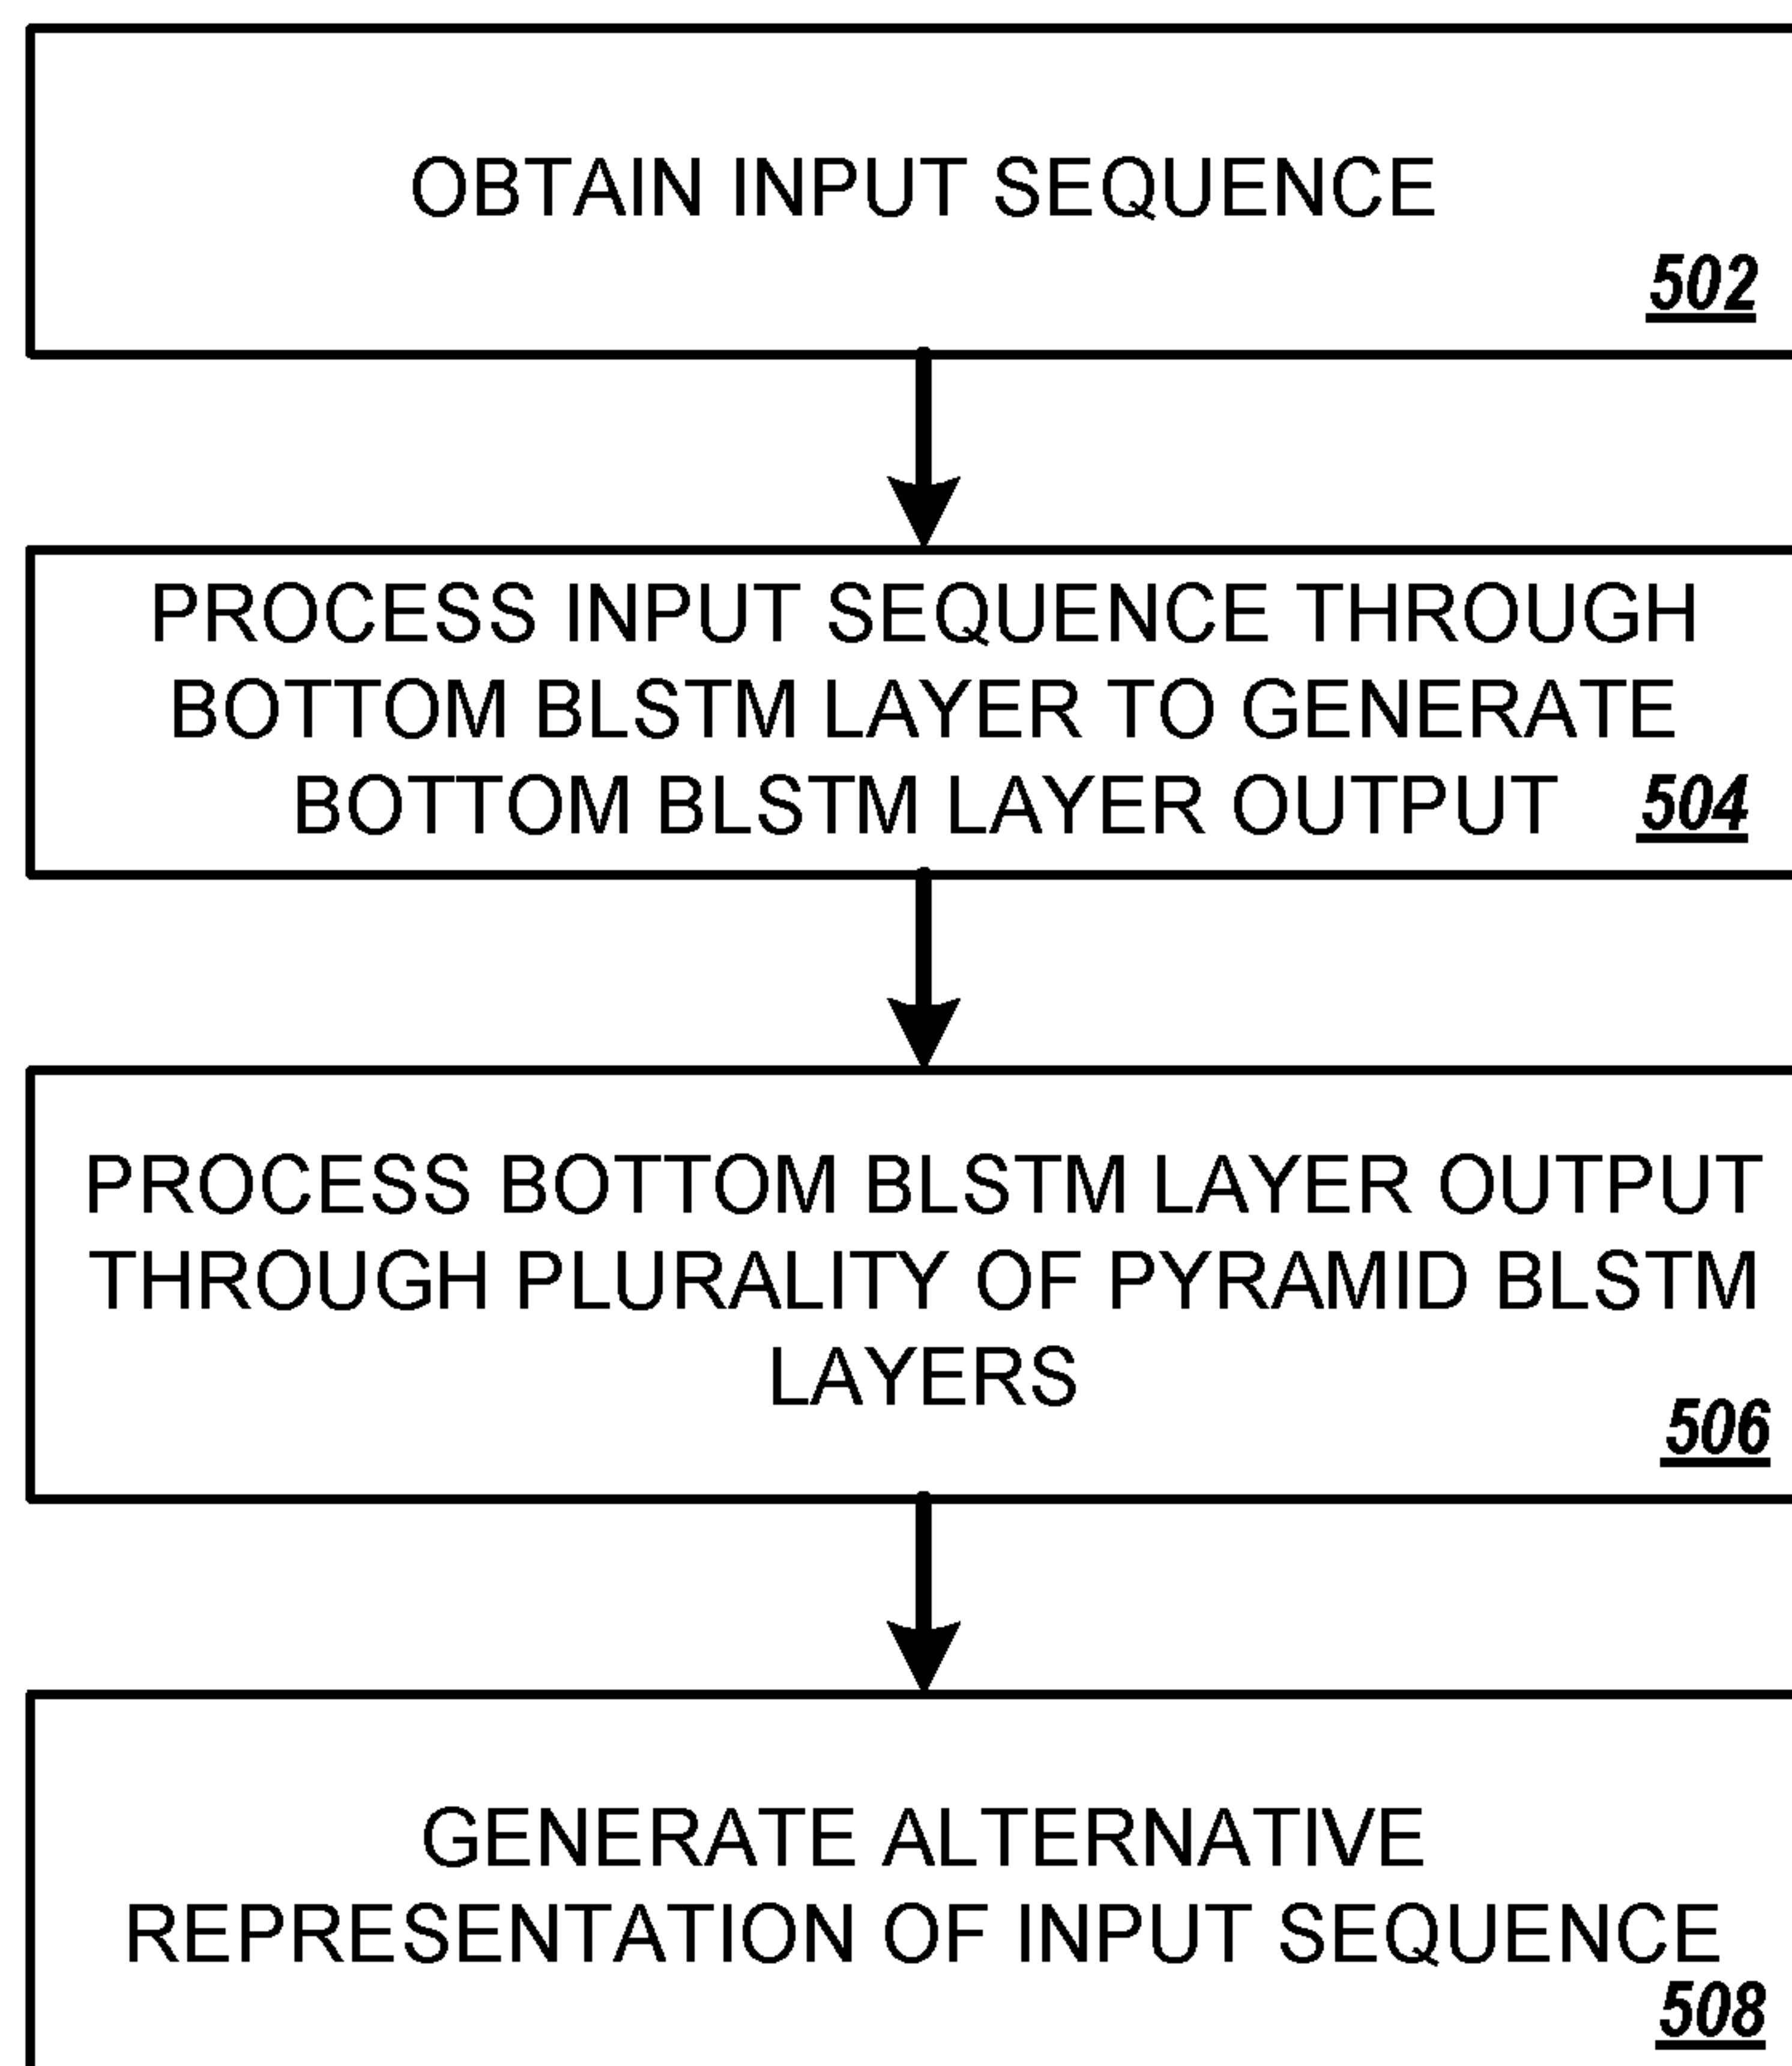 OBTAIN INPUT SEQUENCE
502
PROCESS INPUT SEQUENCE THROUGH
BOTTOM BLSTM LAYER TO GENERATE
BOTTOM BLSTM LAYER OUTPUT 504
PROCESS BOTTOM BLSTM LAYER OUTPUT
THROUGH PLURALITY OF PYRAMID BLSTM
LAYERS
506
GENERATE ALTERNATIVE
REPRESENTATION OF INPUT SEQUENCE
508